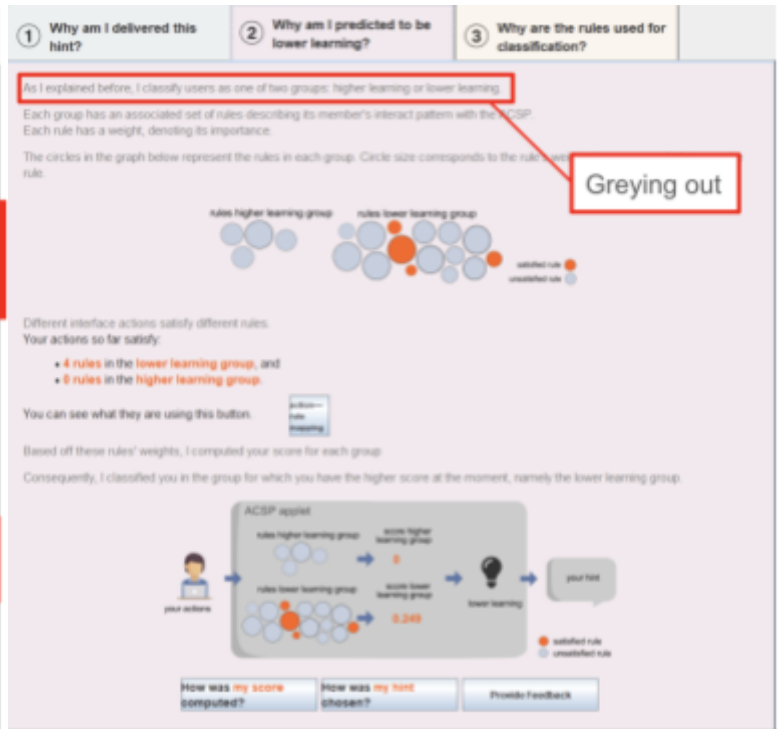 1 Why am I delivered this
hint?
2 Why am I predicted to be
lower learning?
3 Why are the rules used for
classification?
As I explained before, I classify users as one of two groups: higher learning or lower learning.
Each group has an associated set of rules describing its member's interact pattern with the ACSP.
Each rule has a weight, denoting its importance.
The circles in the graph below represent the rules in each group. Circle size corresponds to the rule's
rule.
Greying out
rules higher learning group
rules lower learning group
satisfied rule
unsatisfied rule
Different interface actions satisfy different rules.
Your actions so far satisfy:
• 4 rules in the lower learning group, and
• 0 rules in the higher learning group.
You can see what they are using this button.
action—
rule
mapping
Based off these rules' weights, I computed your score for each group
Consequently, I classified you in the group for which you have the higher score at the moment, namely the lower learning group.
ACSP applet
rules higher learning group
score higher
learning group
0
your actions
rules lower learning group
score lower
learning group
0.249
lower learning
your hint
satisfied rule
unsatisfied rule
How was my score
computed?
How was my hint
chosen?
Provide Feedback